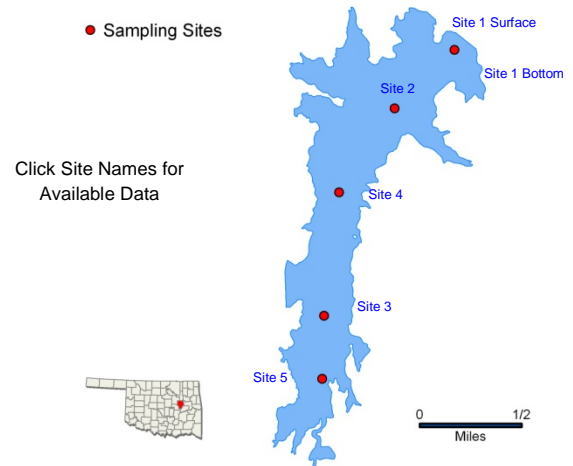 Sampling Sites
Site 1 Surface
Site 1 Bottom
Site 2
Click Site Names for
Available Data
Site 4
Site 3
Site 5
0 1/2
Miles